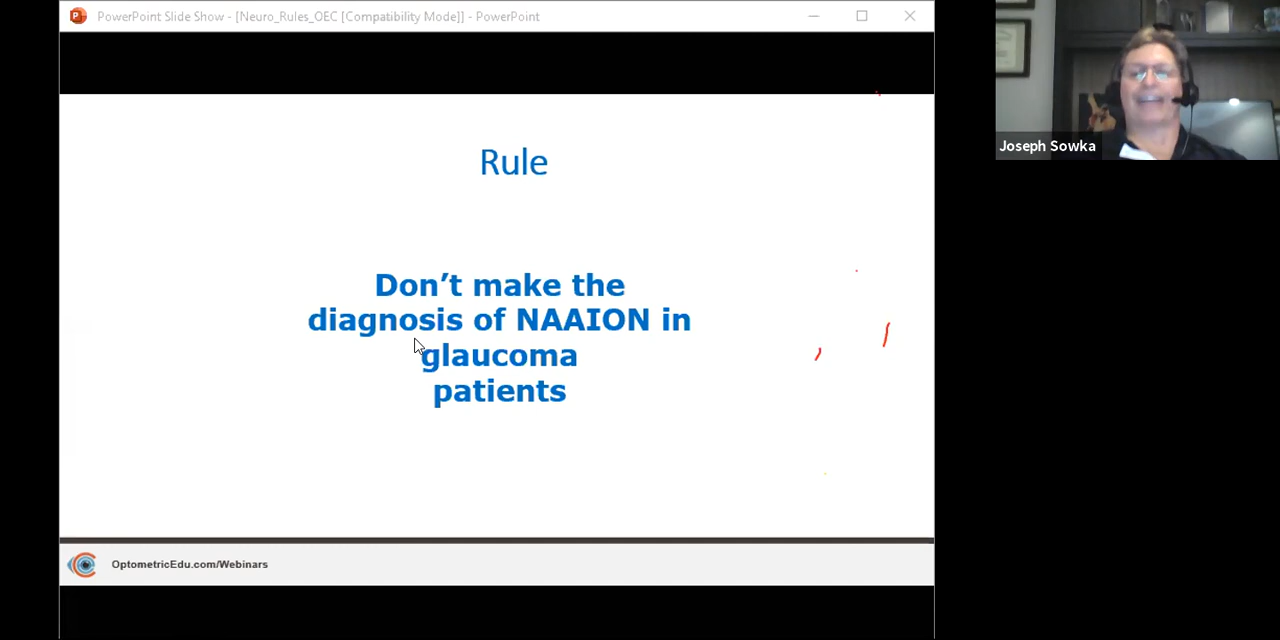 PowerPoint Slide Show - [Neuro_Rules_OEC [Compatibility Mode]] - PowerPoint
Joseph Sowka
Rule
Don’t make the
diagnosis of NAAION in
glaucoma
patients
OptometricEdu.com/Webinars